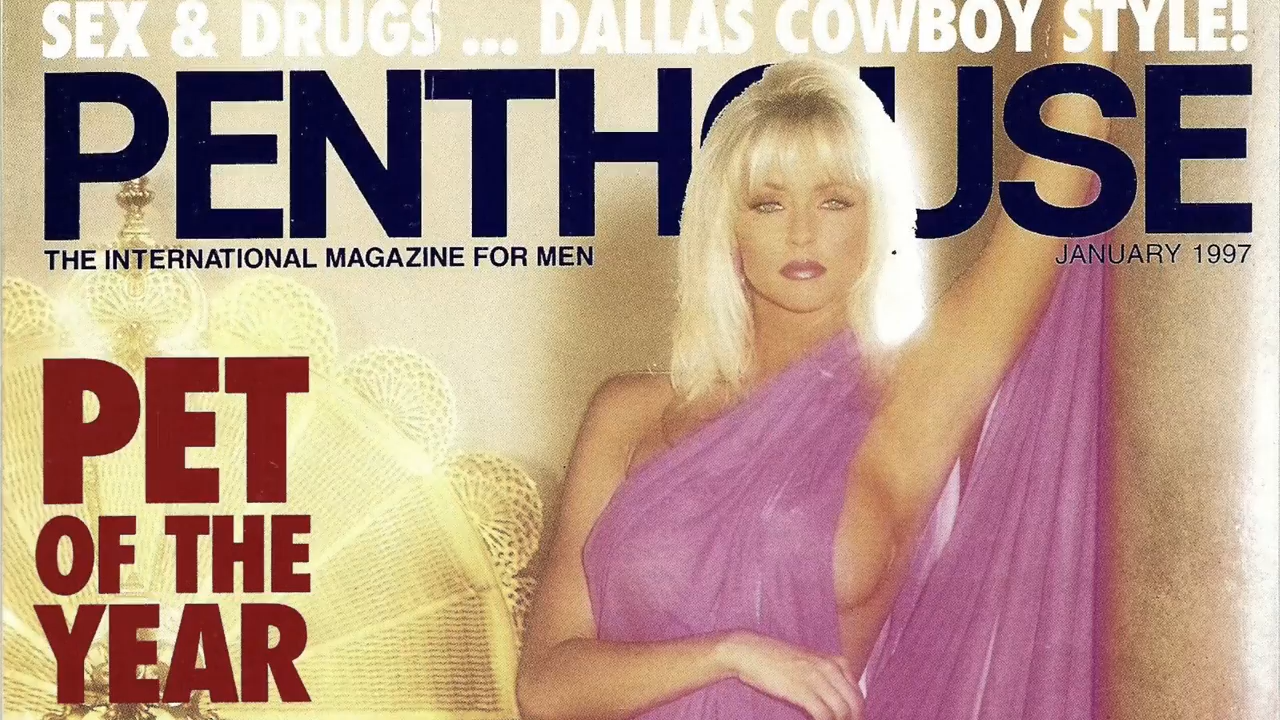 SEX & DRUGS ... DALLAS COWBOY STYLE!
PENTHOUSE
THE INTERNATIONAL MAGAZINE FOR MEN
JANUARY 1997
PET
OF THE
YEAR